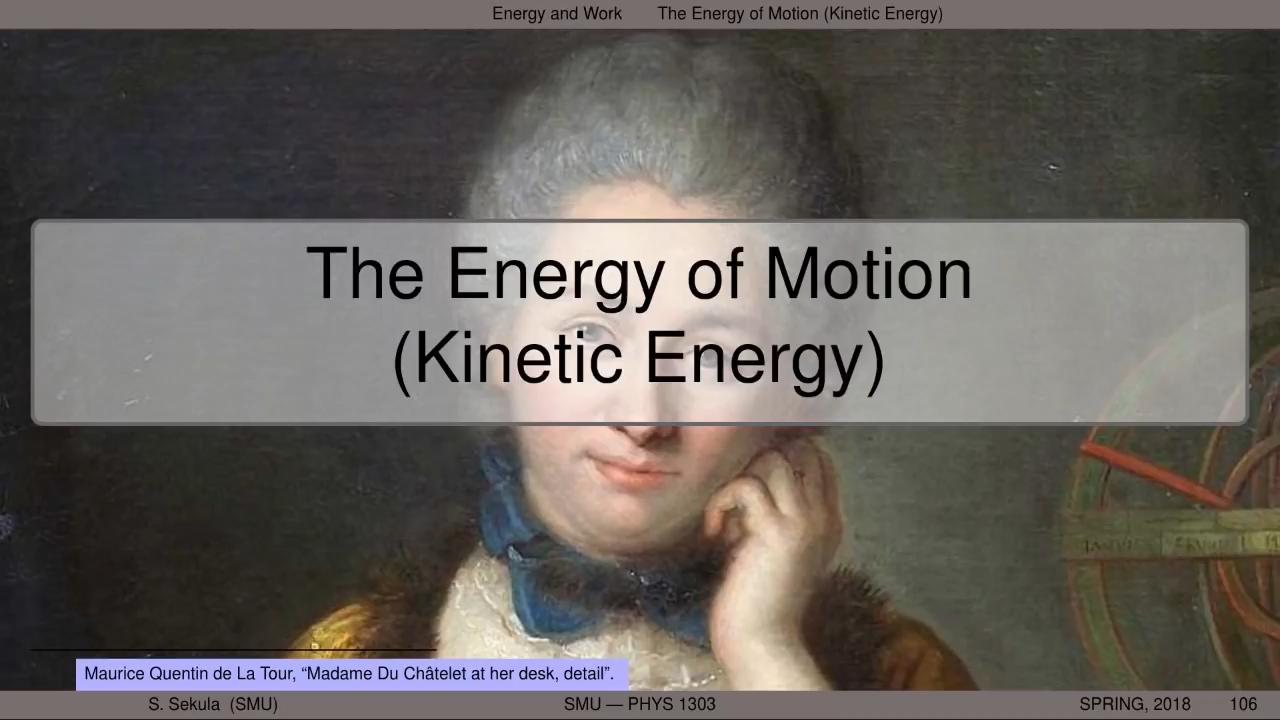 Energy and Work The Energy of Motion (Kinetic Energy)
The Energy of Motion
(Kinetic Energy)
Maurice Quentin de La Tour, “Madame Du Châtelet at her desk, detail”.
S. Sekula (SMU) SMU — PHYS 1303 SPRING, 2018 106